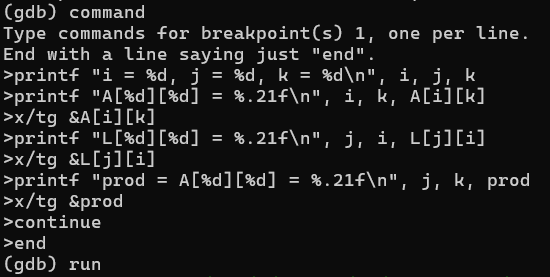 (gdb) command
Type commands for breakpoint(s) 1, one per line.
End with a line saying just "end".
>printf "i = %d, j = %d, k = %d\n", i, j, k
>printf "A[%d][%d] = %.21f\n", i, k, A[i][k]
>x/tg &A[i][k]
>printf "L[%d][%d] = %.21f\n", j, i, L[j][i]
>x/tg &L[j][i]
>printf "prod = A[%d][%d] = %.21f\n", j, k, prod
>x/tg &prod
>continue
>end
(gdb) run